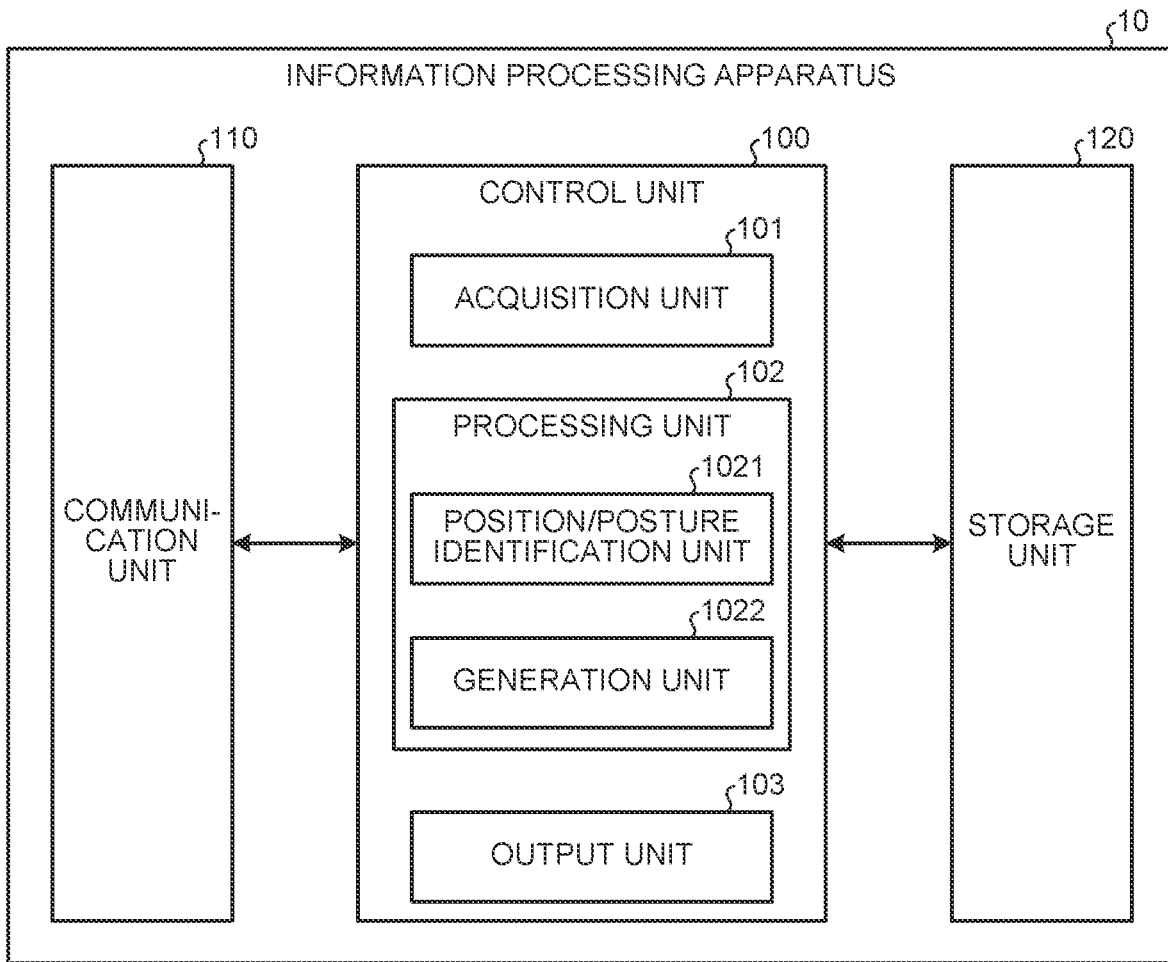 10
INFORMATION PROCESSING APPARATUS
110
100
120
CONTROL UNIT
101
ACQUISITION UNIT
102
PROCESSING UNIT
1021
POSITION/POSTURE
IDENTIFICATION UNIT
1022
GENERATION UNIT
103
OUTPUT UNIT
COMMUNI-
CATION
UNIT
STORAGE
UNIT